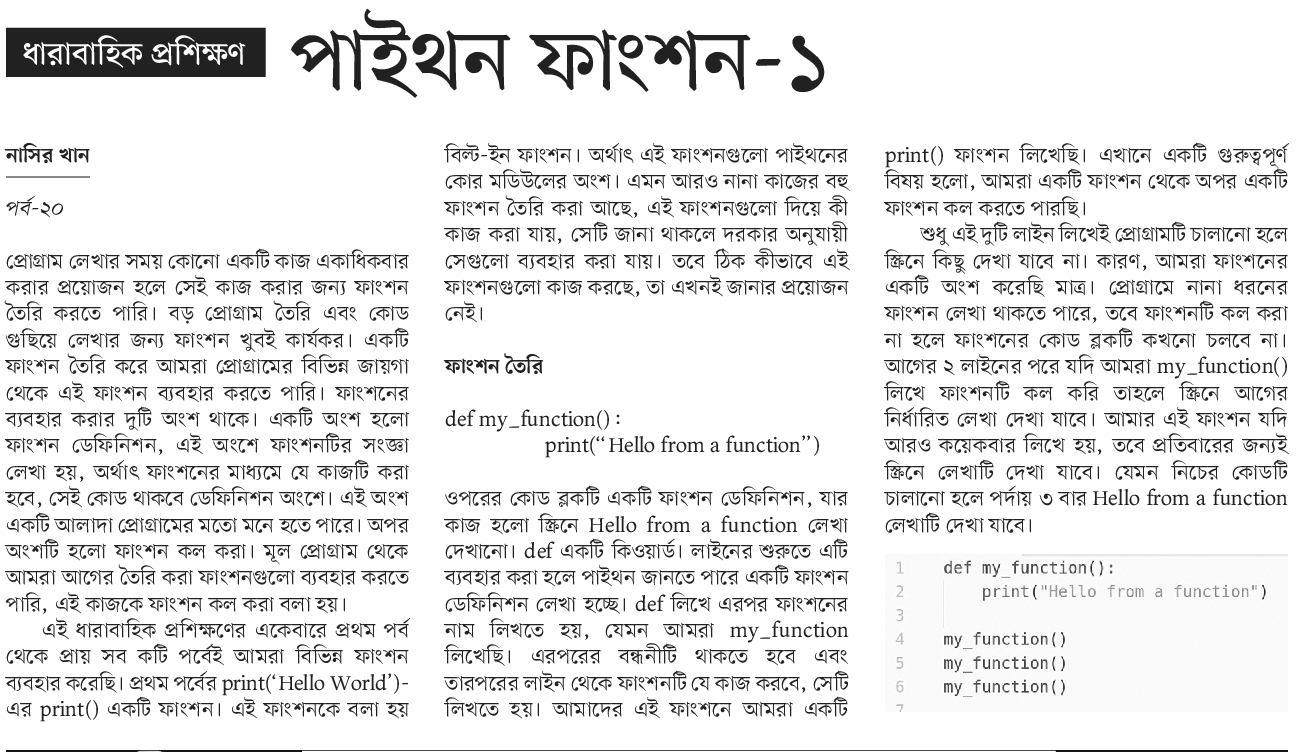 ধারাবাহিক প্রশিক্ষণ
পাইথন ফাংশন-১
নাসির খান
পর্ব-২০
প্রোগ্রাম লেখার সময় কোনো একটি কাজ একাধিকবার
করার প্রয়োজন হলে সেই কাজ করার জন্য ফাংশন
তৈরি করতে পারি। বড় প্রোগ্রাম তৈরি এবং কোড
গুছিয়ে লেখার জন্য ফাংশন খুবই কার্যকর। একটি
ফাংশন তৈরি করে আমরা প্রোগ্রামের বিভিন্ন জায়গা
থেকে এই ফাংশন ব্যবহার করতে পারি। ফাংশনের
ব্যবহার করার দুটি অংশ থাকে। একটি অংশ হলো
ফাংশন ডেফিনিশন, এই অংশে ফাংশনটির সংজ্ঞা
লেখা হয়, অর্থাৎ ফাংশনের মাধ্যমে যে কাজটি করা
হবে, সেই কোড থাকবে ডেফিনিশন অংশে। এই অংশ
একটি আলাদা প্রোগ্রামের মতো মনে হতে পারে। অপর
অংশটি হলো ফাংশন কল করা। মূল প্রোগ্রাম থেকে
আমরা আগের তৈরি করা ফাংশনগুলো ব্যবহার করতে
পারি, এই কাজকে ফাংশন কল করা বলা হয়।
এই ধারাবাহিক প্রশিক্ষণের একেবারে প্রথম পর্ব
থেকে প্রায় সব কটি পর্বেই আমরা বিভিন্ন ফাংশন
ব্যবহার করেছি। প্রথম পর্বের print(‘Hello World’)-
এর print() একটি ফাংশন। এই ফাংশনকে বলা হয়
বিল্ট-ইন ফাংশন। অর্থাৎ এই ফাংশনগুলো পাইথনের
কোর মডিউলের অংশ। এমন আরও নানা কাজের বহু
ফাংশন তৈরি করা আছে, এই ফাংশনগুলো দিয়ে কী
কাজ করা যায়, সেটি জানা থাকলে দরকার অনুযায়ী
সেগুলো ব্যবহার করা যায়। তবে ঠিক কীভাবে এই
ফাংশনগুলো কাজ করছে, তা এখনই জানার প্রয়োজন
নেই।
ফাংশন তৈরি
def my_function() :
print(“Hello from a function”)
ওপরের কোড ব্লকটি একটি ফাংশন ডেফিনিশন, যার
কাজ হলো স্ক্রিনে Hello from a function লেখা
দেখানো। def একটি কিওয়ার্ড। লাইনের শুরুতে এটি
ব্যবহার করা হলে পাইথন জানতে পারে একটি ফাংশন
ডেফিনিশন লেখা হচ্ছে। def লিখে এরপর ফাংশনের
নাম লিখতে হয়, যেমন আমরা my_function
লিখেছি। এরপরের বন্ধনীটি থাকতে হবে এবং
তারপরের লাইন থেকে ফাংশনটি যে কাজ করবে, সেটি
লিখতে হয়। আমাদের এই ফাংশনে আমরা একটি
print() ফাংশন লিখেছি। এখানে একটি গুরুত্বপূর্ণ
বিষয় হলো, আমরা একটি ফাংশন থেকে অপর একটি
ফাংশন কল করতে পারছি।
শুধু এই দুটি লাইন লিখেই প্রোগ্রামটি চালানো হলে
স্ক্রিনে কিছু দেখা যাবে না। কারণ, আমরা ফাংশনের
একটি অংশ করেছি মাত্র। প্রোগ্রামে নানা ধরনের
ফাংশন লেখা থাকতে পারে, তবে ফাংশনটি কল করা
না হলে ফাংশনের কোড ব্লকটি কখনো চলবে না।
আগের ২ লাইনের পরে যদি আমরা my_function()
লিখে ফাংশনটি কল করি তাহলে স্ক্রিনে আগের
নির্ধারিত লেখা দেখা যাবে। আমার এই ফাংশন যদি
আরও কয়েকবার লিখে হয়, তবে প্রতিবারের জন্যই
স্ক্রিনে লেখাটি দেখা যাবে। যেমন নিচের কোডটি
চালানো হলে পর্দায় ৩ বার Hello from a function
লেখাটি দেখা যাবে।
1 def my_function():
2 print("Hello from a function")
3
4 my_function()
5 my_function()
6 my_function()
7